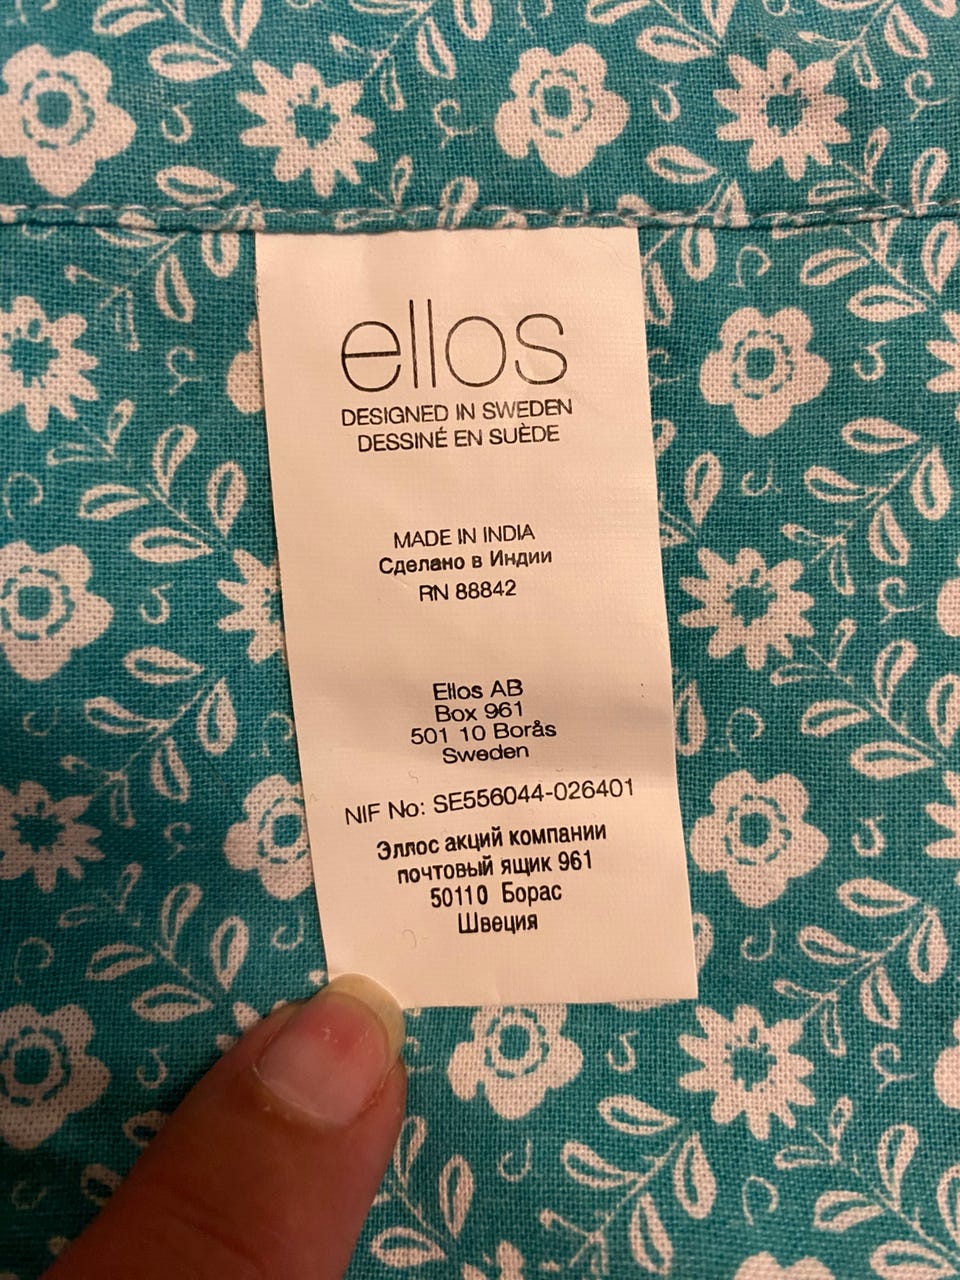 ellos
DESIGNED IN SWEDEN
DESSINÉ EN SUÈDE
MADE IN INDIA
Сделано в Индии
RN 88842
Ellos AB
Box 961
501 10 Borås
Sweden
NIF No: SE556044-026401
Эллос акций компании
почтовый ящик 961
50110 Борас
Швеция